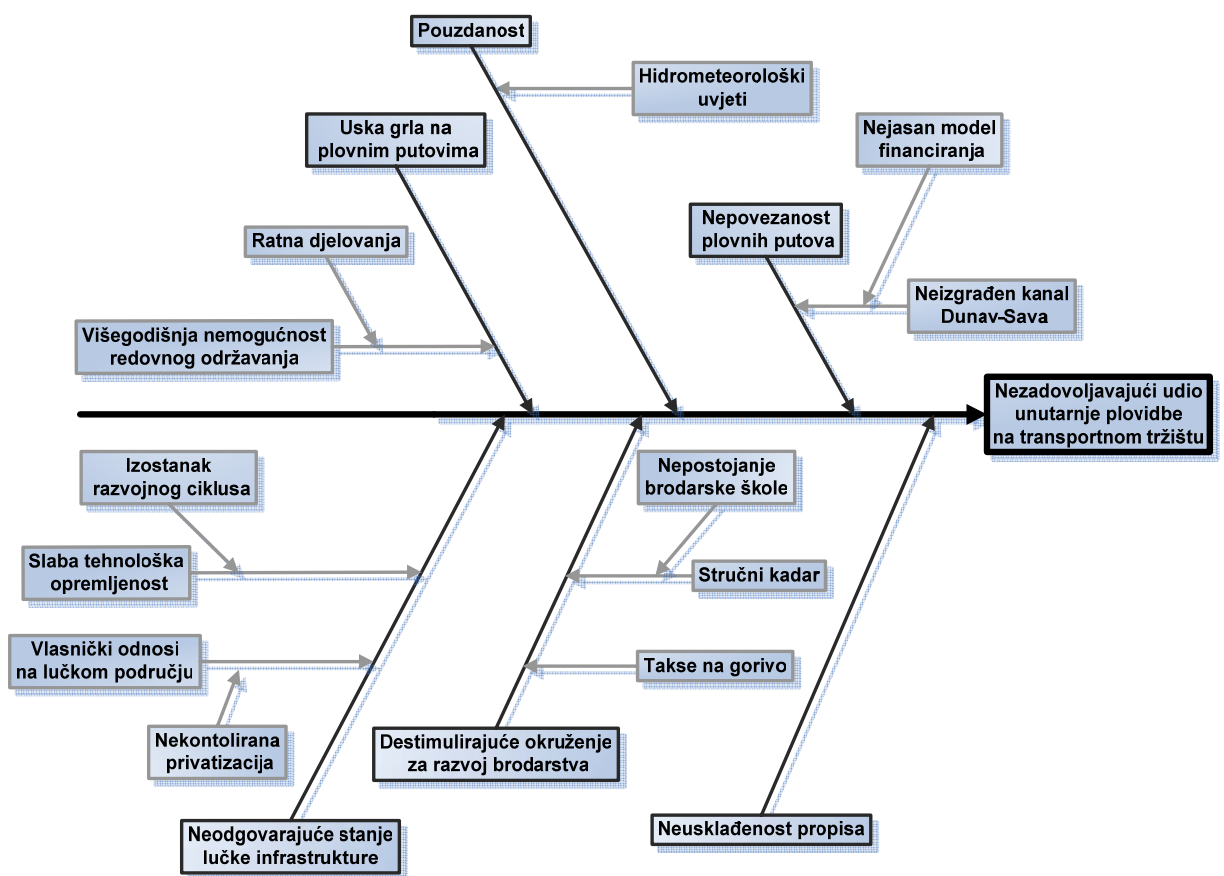 Pouzdanost
Hidrometeorološki
uvjeti
Uska grla na
plovnim putovima
Nejasan model
financiranja
Ratna djelovanja
Nepovezanost
plovnih putova
Neizgrađen kanal
Dunav-Sava
Višegodišnja nemogućnost
redovnog održavanja
Nezadovoljavajući udio
unutarnje plovidbe
na transportnom tržištu
Izostanak
razvojnog ciklusa
Nepostojanje
brodarske škole
Slaba tehnološka
opremljenost
Stručni kadar
Vlasnički odnosi
na lučkom području
Takse na gorivo
Nekontolirana
privatizacija
Destimulirajuće okruženje
za razvoj brodarstva
Neodgovarajuće stanje
lučke infrastrukture
Neusklađenost propisa